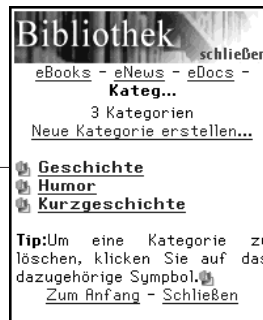 Bibliothek
schließen
eBooks - eNews - eDocs -
Kateg...
3 Kategorien
Neue Kategorie erstellen...
Geschichte
Humor
Kurzgeschichte
Tip:Um eine Kategorie zu
löschen, klicken Sie auf das
dazugehörige Sympbol.
Zum Anfang - Schließen